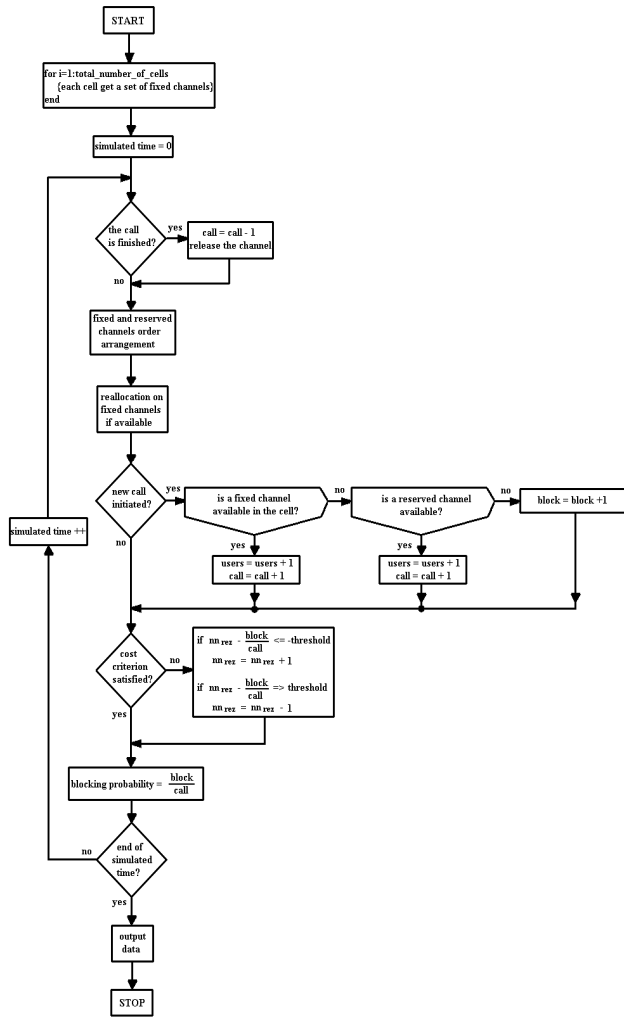 START
for i=1:total_number_of_cells
{each cell get a set of fixed channels}
end
simulated time = 0
the call
is finished?
yes
call = call - 1
release the channel
no
fixed and reserved
channels order
arrangement
reallocation on
fixed channels
if available
new call
initiated?
yes
is a fixed channel
available in the cell?
no
is a reserved channel
available?
no
block = block +1
simulated time ++
no
yes
users = users + 1
call = call + 1
yes
users = users + 1
call = call + 1
cost
criterion
satisfied?
no
if nn rez - block/call <= -threshold
nn rez = nn rez + 1
if nn rez - block/call => threshold
nn rez = nn rez - 1
yes
blocking probability = block/call
end of
simulated
time?
no
yes
output
data
STOP